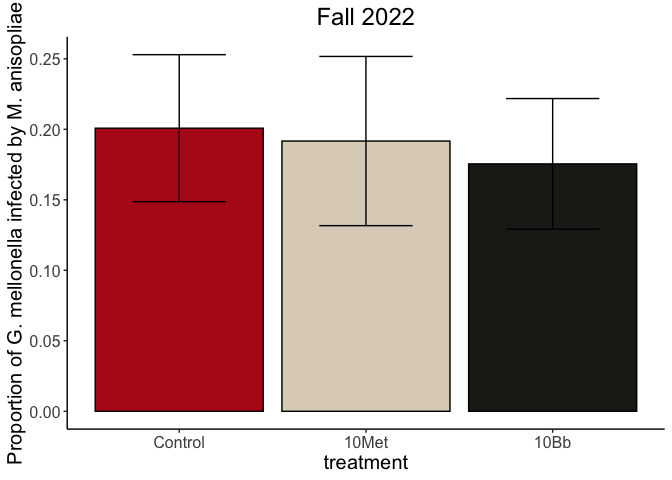 Fall 2022
Proportion of G. mellonella infected by M. anisopliae
0.25
0.20
0.15
0.10
0.05
0.00
Control
10Met
10Bb
treatment